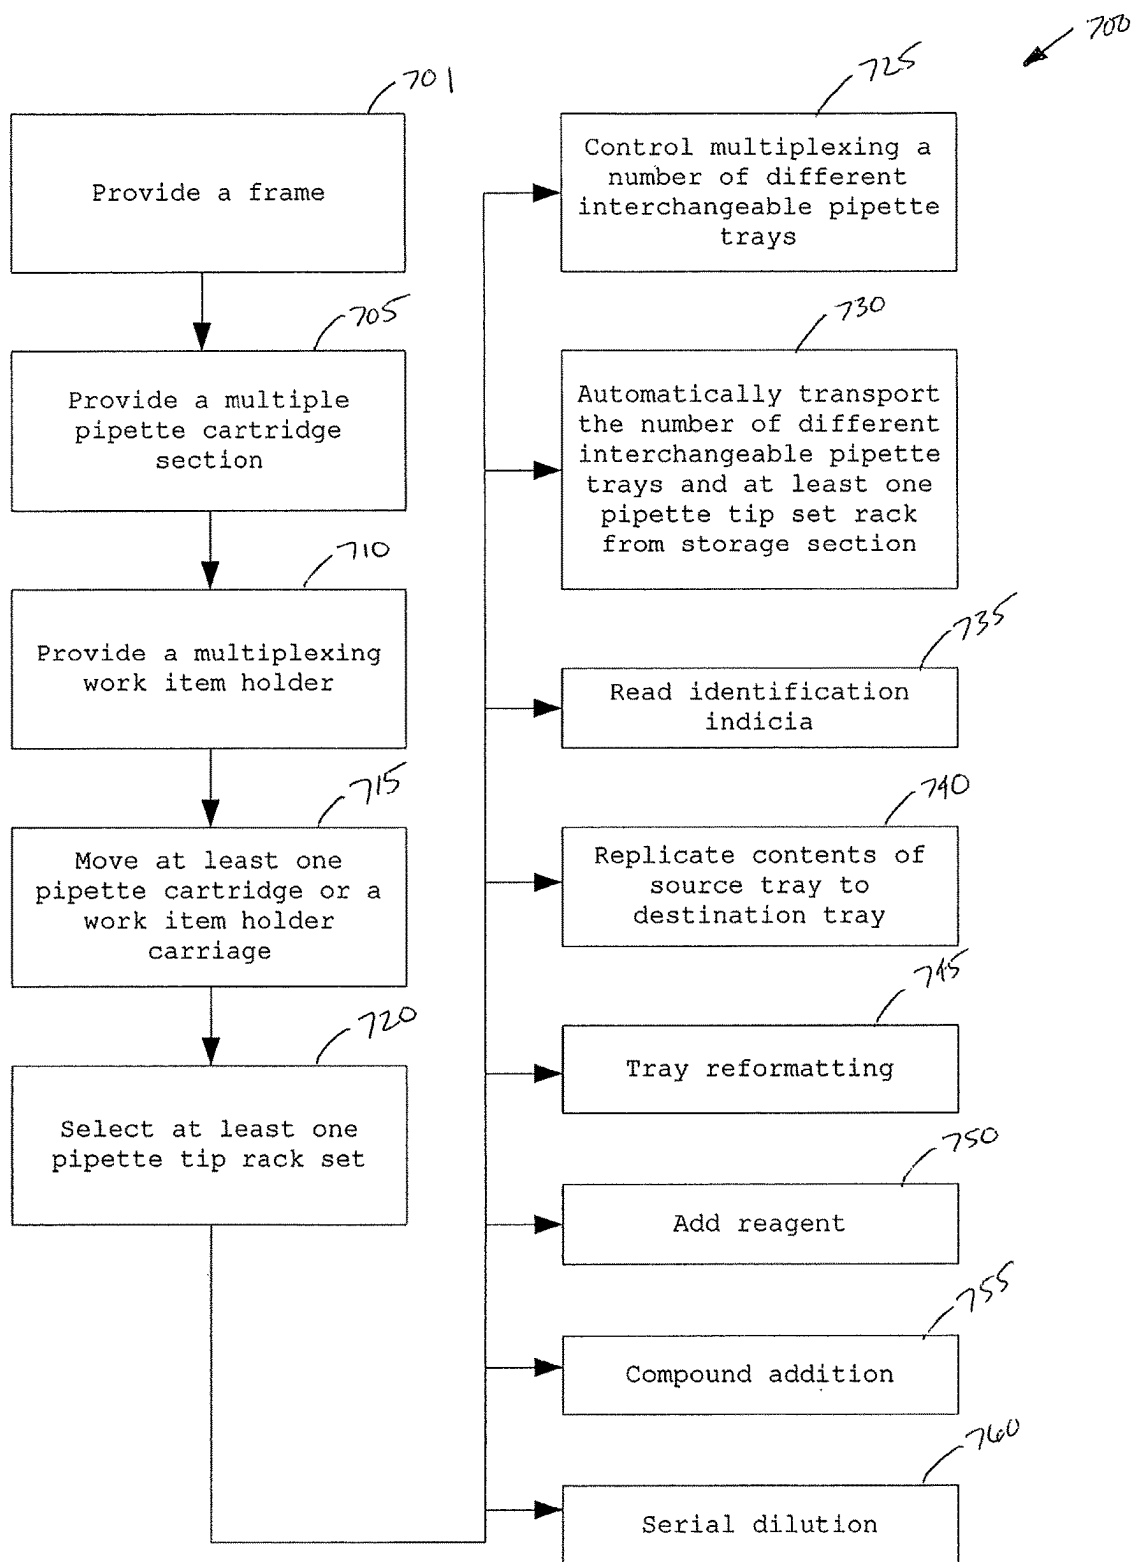 700
701
Provide a frame
705
Provide a multiple
pipette cartridge
section
710
Provide a multiplexing
work item holder
715
Move at least one
pipette cartridge or a
work item holder
carriage
720
Select at least one
pipette tip rack set
725
Control multiplexing a
number of different
interchangeable pipette
trays
730
Automatically transport
the number of different
interchangeable pipette
trays and at least one
pipette tip set rack
from storage section
735
Read identification
indicia
740
Replicate contents of
source tray to
destination tray
745
Tray reformatting
750
Add reagent
755
Compound addition
760
Serial dilution